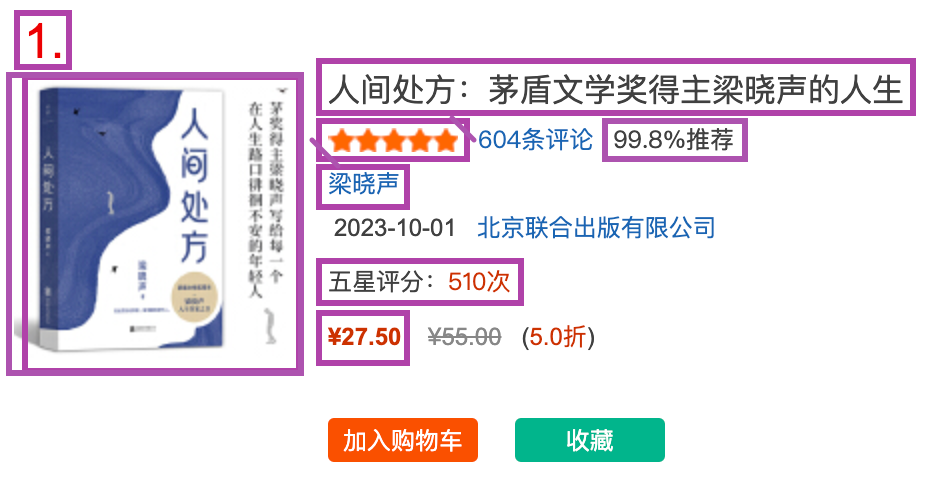 1.
人间处方
茅奖得主梁晓声写给每一个
在人生路口徘徊不安的年轻人
人间处方
梁晓声
人间处方：茅盾文学奖得主梁晓声的人生
604条评论 99.8%推荐
梁晓声
2023-10-01 北京联合出版有限公司
五星评分：510次
¥27.50 ¥55.00 (5.0折)
加入购物车 收藏